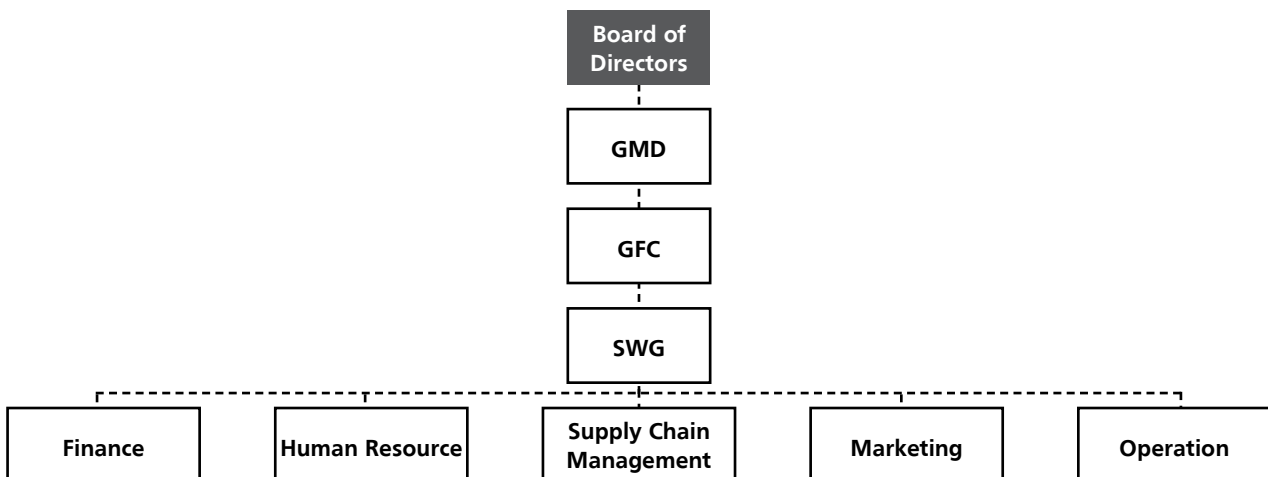 Board of
Directors
GMD
GFC
SWG
Finance
Human Resource
Supply Chain
Management
Marketing
Operation